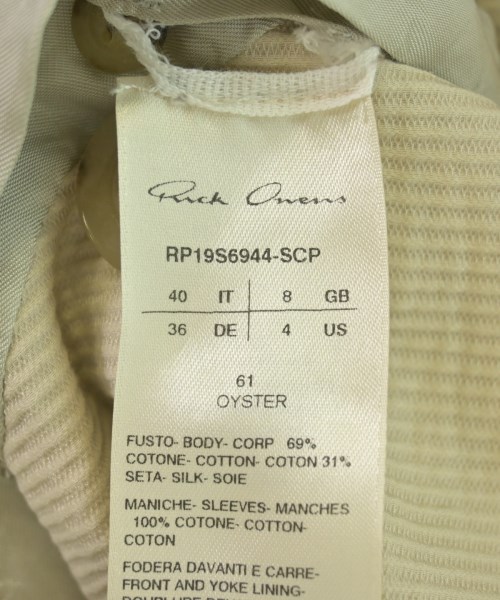 Rick Owens
RP19S6944-SCP
40 IT 8 GB
36 DE 4 US
61
OYSTER
FUSTO- BODY- CORP 69%
COTONE- COTTON- COTON 31%
SETA- SILK- SOIE
MANICHE- SLEEVES- MANCHES
100% COTONE- COTTON-
COTON
FODERA DAVANTI E CARRE-
FRONT AND YOKE LINING-